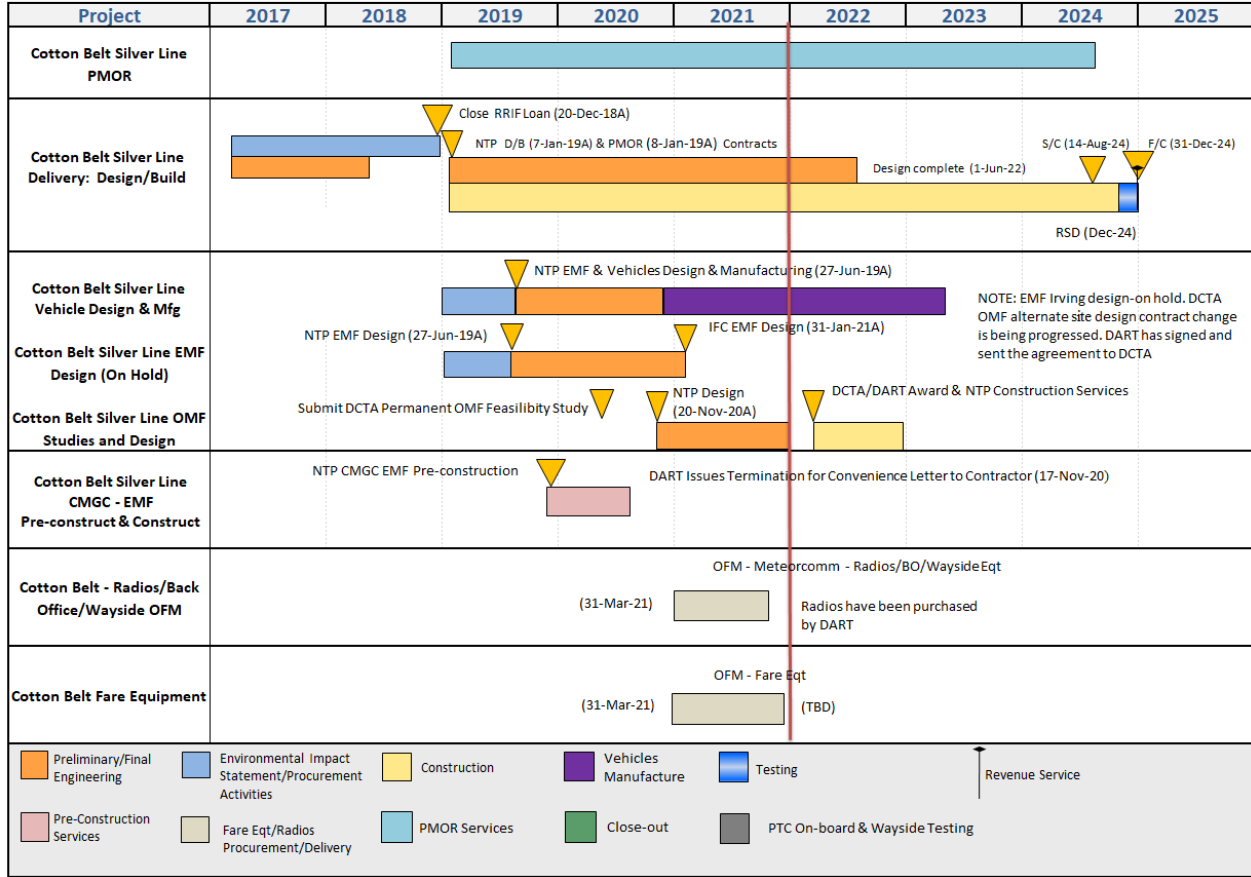 Project
2017
2018
2019
2020
2021
2022
2023
2024
2025
Cotton Belt Silver Line
PMOR
Close RRIF Loan (20-Dec-18A)
NTP D/B (7-Jan-19A) & PMOR (8-Jan-19A) Contracts
S/C (14-Aug-24)
F/C (31-Dec-24)
Cotton Belt Silver Line
Delivery: Design/Build
Design complete (1-Jun-22)
RSD (Dec-24)
NTP EMF & Vehicles Design & Manufacturing (27-Jun-19A)
Cotton Belt Silver Line
Vehicle Design & Mfg
NOTE: EMF Irving design-on hold. DCTA
OMF alternate site design contract change
is being progressed. DART has signed and
sent the agreement to DCTA
NTP EMF Design (27-Jun-19A)
IFC EMF Design (31-Jan-21A)
Cotton Belt Silver Line EMF
Design (On Hold)
Submit DCTA Permanent OMF Feasilibity Study
NTP Design
(20-Nov-20A)
DCTA/DART Award & NTP Construction Services
Cotton Belt Silver Line OMF
Studies and Design
NTP CMGC EMF Pre-construction
DART Issues Termination for Convenience Letter to Contractor (17-Nov-20)
Cotton Belt Silver Line
CMGC - EMF
Pre-construct & Construct
OFM - Meteorcomm - Radios/BO/Wayside Eqt
Cotton Belt - Radios/Back
Office/Wayside OFM
(31-Mar-21)
Radios have been purchased
by DART
OFM - Fare Eqt
Cotton Belt Fare Equipment
(31-Mar-21)
(TBD)
Preliminary/Final
Engineering
Environmental Impact
Statement/Procurement
Activities
Construction
Vehicles
Manufacture
Testing
Revenue Service
Pre-Construction
Services
Fare Eqt/Radios
Procurement/Delivery
PMOR Services
Close-out
PTC On-board & Wayside Testing